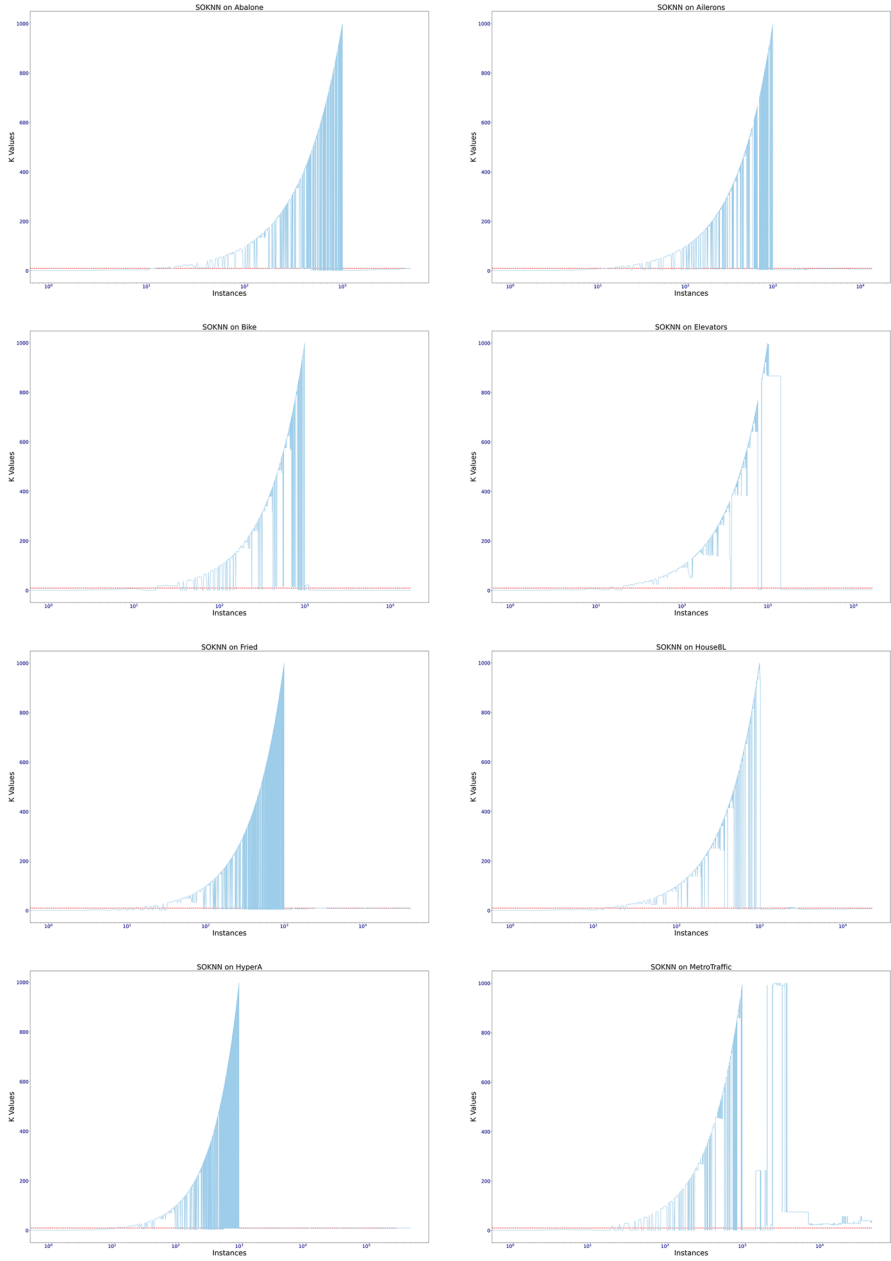 SOKNN on Abalone
1000
800
600
400
200
0
K Values
10⁰ 10¹ 10² 10³
Instances
SOKNN on Ailerons
1000
800
600
400
200
0
K Values
10⁰ 10¹ 10² 10³ 10⁴
Instances
SOKNN on Bike
1000
800
600
400
200
0
K Values
10⁰ 10¹ 10² 10³ 10⁴
Instances
SOKNN on Elevators
1000
800
600
400
200
0
K Values
10⁰ 10¹ 10² 10³ 10⁴
Instances
SOKNN on Fried
1000
800
600
400
200
0
K Values
10⁰ 10¹ 10² 10³ 10⁴
Instances
SOKNN on House8L
1000
800
600
400
200
0
K Values
10⁰ 10¹ 10² 10³ 10⁴
Instances
SOKNN on HyperA
1000
800
600
400
200
0
K Values
10⁰ 10¹ 10² 10³ 10⁴ 10⁵
Instances
SOKNN on MetroTraffic
1000
800
600
400
200
0
K Values
10⁰ 10¹ 10² 10³ 10⁴
Instances